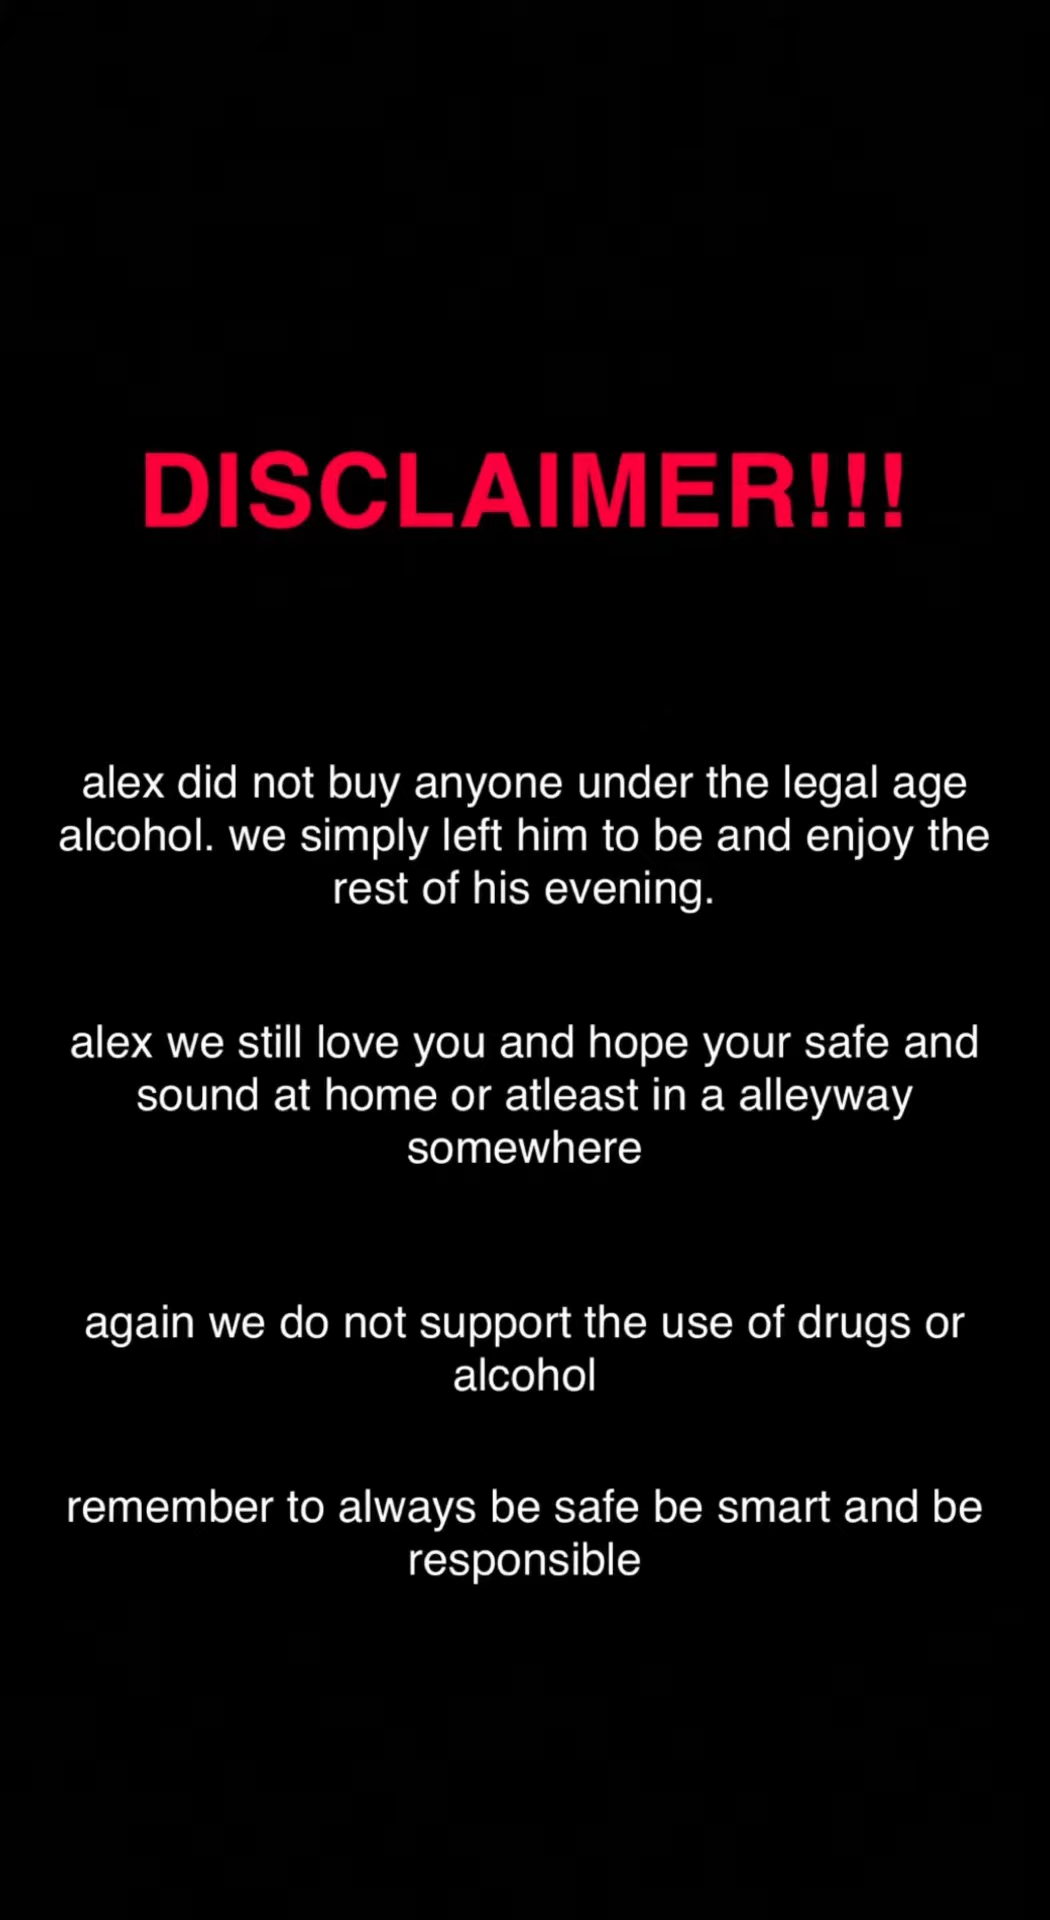 DISCLAIMER!!!
alex did not buy anyone under the legal age
alcohol. we simply left him to be and enjoy the
rest of his evening.
alex we still love you and hope your safe and
sound at home or atleast in a alleyway
somewhere
again we do not support the use of drugs or
alcohol
remember to always be safe be smart and be
responsible